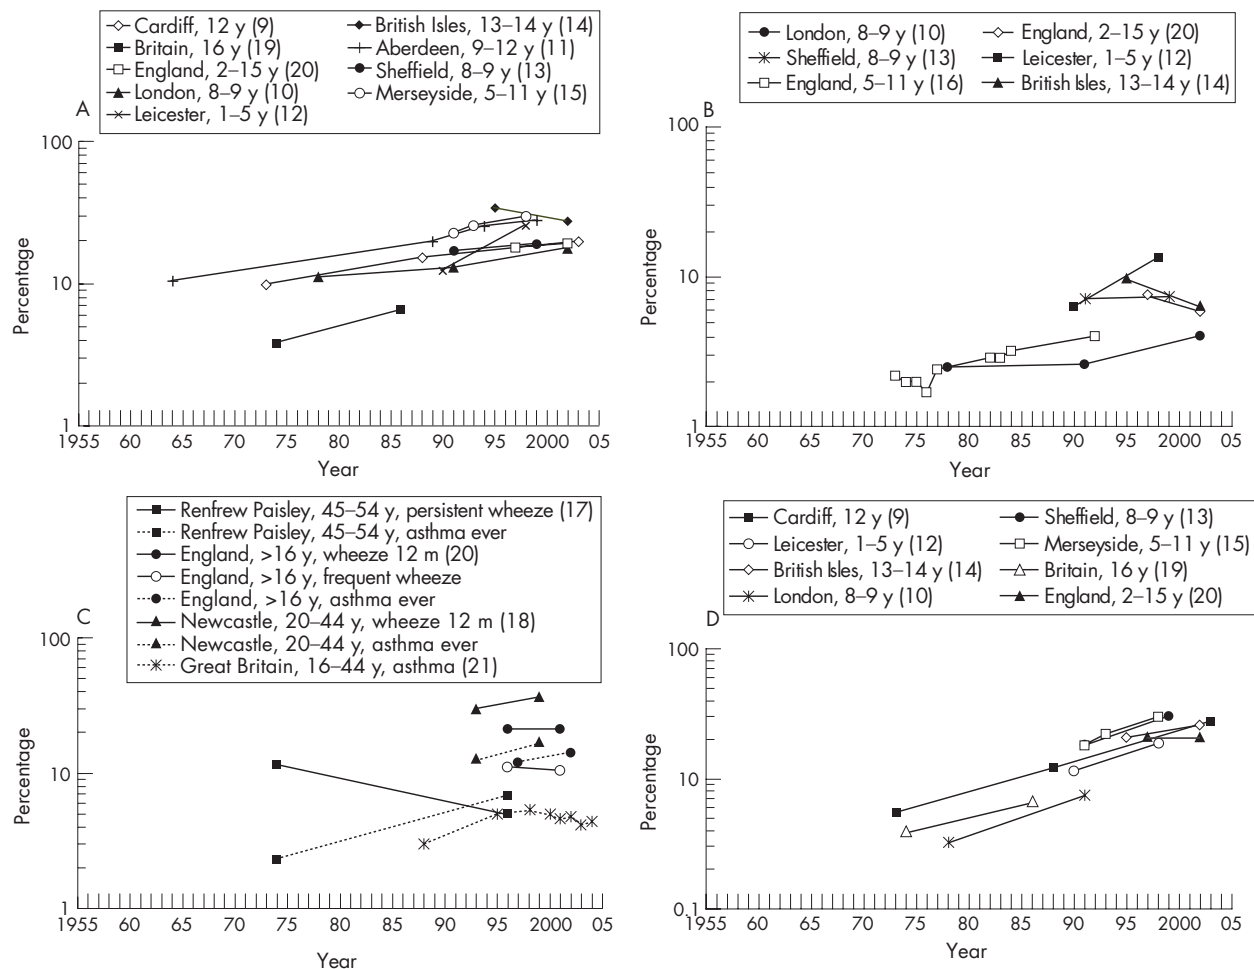 Cardiff, 12 y (9)
Britain, 16 y (19)
England, 2–15 y (20)
London, 8–9 y (10)
Leicester, 1–5 y (12)
British Isles, 13–14 y (14)
Aberdeen, 9–12 y (11)
Sheffield, 8–9 y (13)
Merseyside, 5–11 y (15)
A
100
10
1
Percentage
1955 60 65 70 75 80 85 90 95 2000 05
Year
London, 8–9 y (10)
Sheffield, 8–9 y (13)
England, 5–11 y (16)
England, 2–15 y (20)
Leicester, 1–5 y (12)
British Isles, 13–14 y (14)
B
100
10
1
Percentage
1955 60 65 70 75 80 85 90 95 2000 05
Year
Renfrew Paisley, 45–54 y, persistent wheeze (17)
Renfrew Paisley, 45–54 y, asthma ever
England, >16 y, wheeze 12 m (20)
England, >16 y, frequent wheeze
England, >16 y, asthma ever
Newcastle, 20–44 y, wheeze 12 m (18)
Newcastle, 20–44 y, asthma ever
Great Britain, 16–44 y, asthma (21)
C
100
10
1
Percentage
1955 60 65 70 75 80 85 90 95 2000 05
Year
Cardiff, 12 y (9)
Leicester, 1–5 y (12)
British Isles, 13–14 y (14)
London, 8–9 y (10)
Sheffield, 8–9 y (13)
Merseyside, 5–11 y (15)
Britain, 16 y (19)
England, 2–15 y (20)
D
100
10
0.1
Percentage
1955 60 65 70 75 80 85 90 95 2000 05
Year